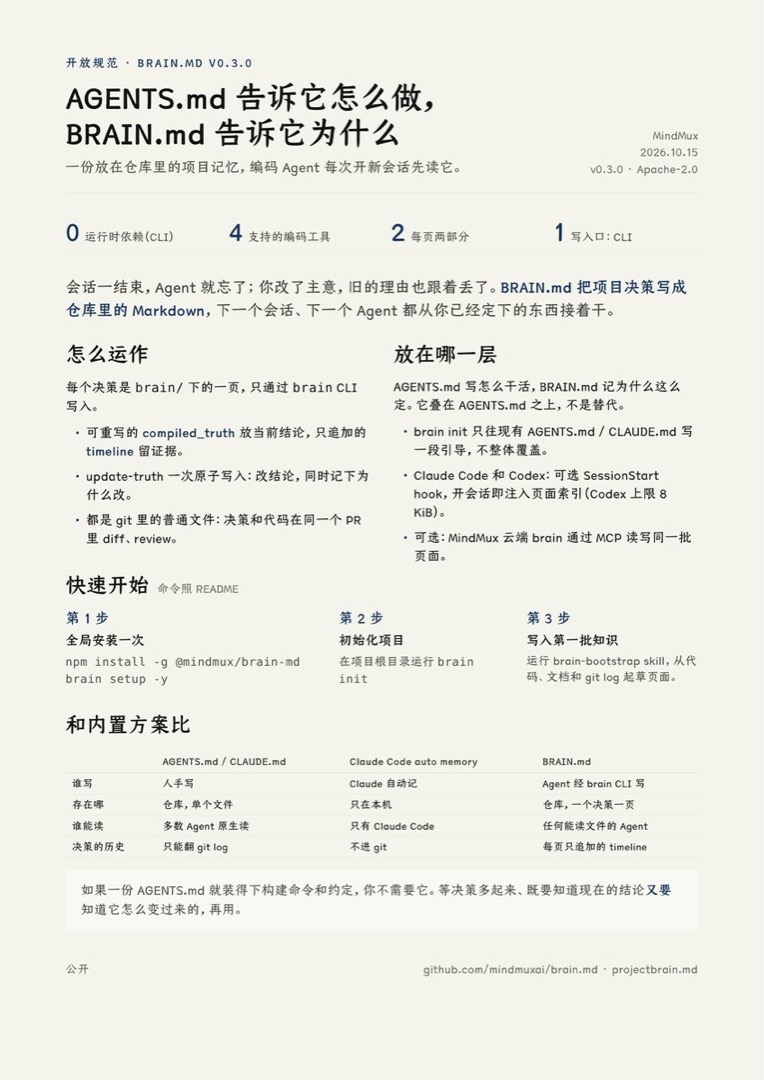 开放规范 · BRAIN.MD V0.3.0
AGENTS.md 告诉它怎么做，
BRAIN.md 告诉它为什么
一份放在仓库里的项目记忆，编码 Agent 每次开新会话先读它。
MindMux
2026.10.15
v0.3.0 · Apache-2.0
0 运行时依赖（CLI）
4 支持的编码工具
2 每页两部分
1 写入口：CLI
会话一结束，Agent 就忘了；你改了主意，旧的理由也跟着丢了。BRAIN.md 把项目决策写成
仓库里的 Markdown，下一个会话、下一个 Agent 都从你已经定下的东西接着干。
怎么运作
每个决策是 brain/ 下的一页，只通过 brain CLI
写入。
· 可重写的 compiled_truth 放当前结论，只追加的
timeline 留证据。
· update-truth 一次原子写入：改结论，同时记下为
什么改。
· 都是 git 里的普通文件：决策和代码在同一个 PR
里 diff、review。
放在哪一层
AGENTS.md 写怎么干活，BRAIN.md 记为什么这么
定。它叠在 AGENTS.md 之上，不是替代。
· brain init 只往现有 AGENTS.md / CLAUDE.md 写
一段引导，不整体覆盖。
· Claude Code 和 Codex：可选 SessionStart
hook，开会话即注入页面索引（Codex 上限 8
KiB）。
· 可选：MindMux 云端 brain 通过 MCP 读写同一批
页面。
快速开始 命令照 README
第 1 步
全局安装一次
npm install -g @mindmux/brain-md
brain setup -y
第 2 步
初始化项目
在项目根目录运行 brain
init
第 3 步
写入第一批知识
运行 brain-bootstrap skill，从代
码、文档和 git log 起草页面。
和内置方案比
AGENTS.md / CLAUDE.md Claude Code auto memory BRAIN.md
谁写 人手写 Claude 自动记 Agent 经 brain CLI 写
存在哪 仓库，单个文件 只在本机 仓库，一个决策一页
谁能读 多数 Agent 原生读 只有 Claude Code 任何能读文件的 Agent
决策的历史 只能翻 git log 不进 git 每页只追加的 timeline
如果一份 AGENTS.md 就装得下构建命令和约定，你不需要它。等决策多起来、既要知道现在的结论又要
知道它怎么变过来的，再用。
公开
github.com/mindmuxai/brain.md · projectbrain.md